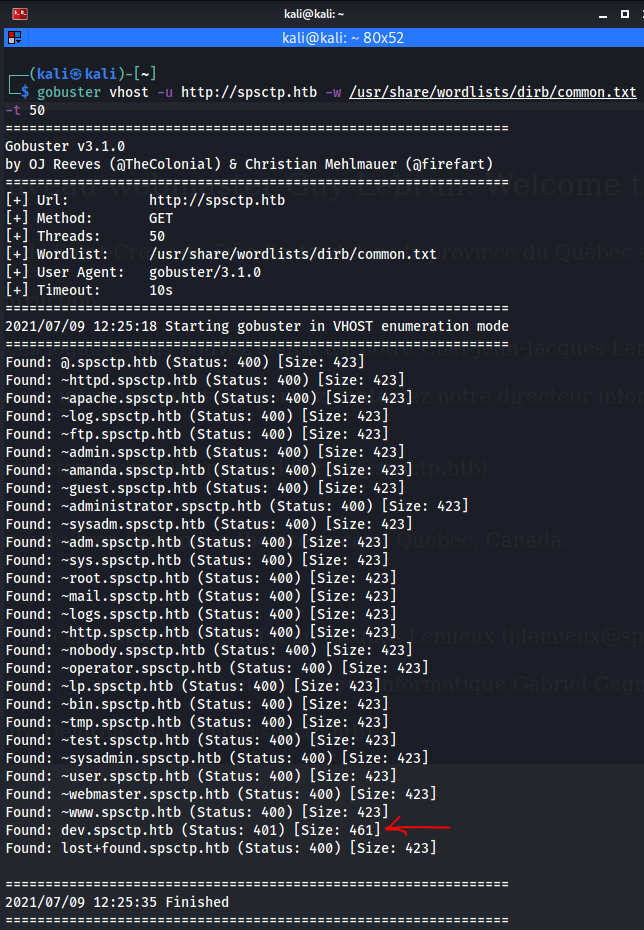 kali@kali: ~
kali@kali: ~ 80x52
┌──(kali㉿kali)-[~]
└─$ gobuster vhost -u http://spsctp.htb -w /usr/share/wordlists/dirb/common.txt
-t 50
===============================================================
Gobuster v3.1.0
by OJ Reeves (@TheColonial) & Christian Mehlmauer (@firefart)
===============================================================
[+] Url:          http://spsctp.htb
[+] Method:       GET
[+] Threads:      50
[+] Wordlist:     /usr/share/wordlists/dirb/common.txt
[+] User Agent:   gobuster/3.1.0
[+] Timeout:      10s
===============================================================
2021/07/09 12:25:18 Starting gobuster in VHOST enumeration mode
===============================================================
Found: @.spsctp.htb (Status: 400) [Size: 423]
Found: ~httpd.spsctp.htb (Status: 400) [Size: 423]
Found: ~apache.spsctp.htb (Status: 400) [Size: 423]
Found: ~log.spsctp.htb (Status: 400) [Size: 423]
Found: ~ftp.spsctp.htb (Status: 400) [Size: 423]
Found: ~admin.spsctp.htb (Status: 400) [Size: 423]
Found: ~amanda.spsctp.htb (Status: 400) [Size: 423]
Found: ~guest.spsctp.htb (Status: 400) [Size: 423]
Found: ~administrator.spsctp.htb (Status: 400) [Size: 423]
Found: ~sysadm.spsctp.htb (Status: 400) [Size: 423]
Found: ~adm.spsctp.htb (Status: 400) [Size: 423]
Found: ~sys.spsctp.htb (Status: 400) [Size: 423]
Found: ~root.spsctp.htb (Status: 400) [Size: 423]
Found: ~mail.spsctp.htb (Status: 400) [Size: 423]
Found: ~logs.spsctp.htb (Status: 400) [Size: 423]
Found: ~http.spsctp.htb (Status: 400) [Size: 423]
Found: ~nobody.spsctp.htb (Status: 400) [Size: 423]
Found: ~operator.spsctp.htb (Status: 400) [Size: 423]
Found: ~lp.spsctp.htb (Status: 400) [Size: 423]
Found: ~bin.spsctp.htb (Status: 400) [Size: 423]
Found: ~tmp.spsctp.htb (Status: 400) [Size: 423]
Found: ~test.spsctp.htb (Status: 400) [Size: 423]
Found: ~sysadmin.spsctp.htb (Status: 400) [Size: 423]
Found: ~user.spsctp.htb (Status: 400) [Size: 423]
Found: ~webmaster.spsctp.htb (Status: 400) [Size: 423]
Found: ~www.spsctp.htb (Status: 400) [Size: 423]
Found: dev.spsctp.htb (Status: 401) [Size: 461]
Found: lost+found.spsctp.htb (Status: 400) [Size: 423]
===============================================================
2021/07/09 12:25:35 Finished
===============================================================